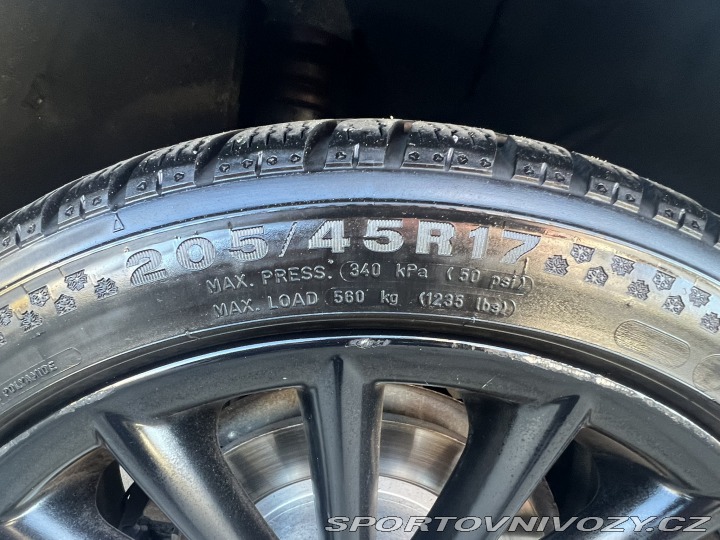 205/45R17
MAX. PRESS. (340 kPa (50 psi))
MAX. LOAD (560 kg (1235 lbs))
SPORTOVNIVOZY.CZ